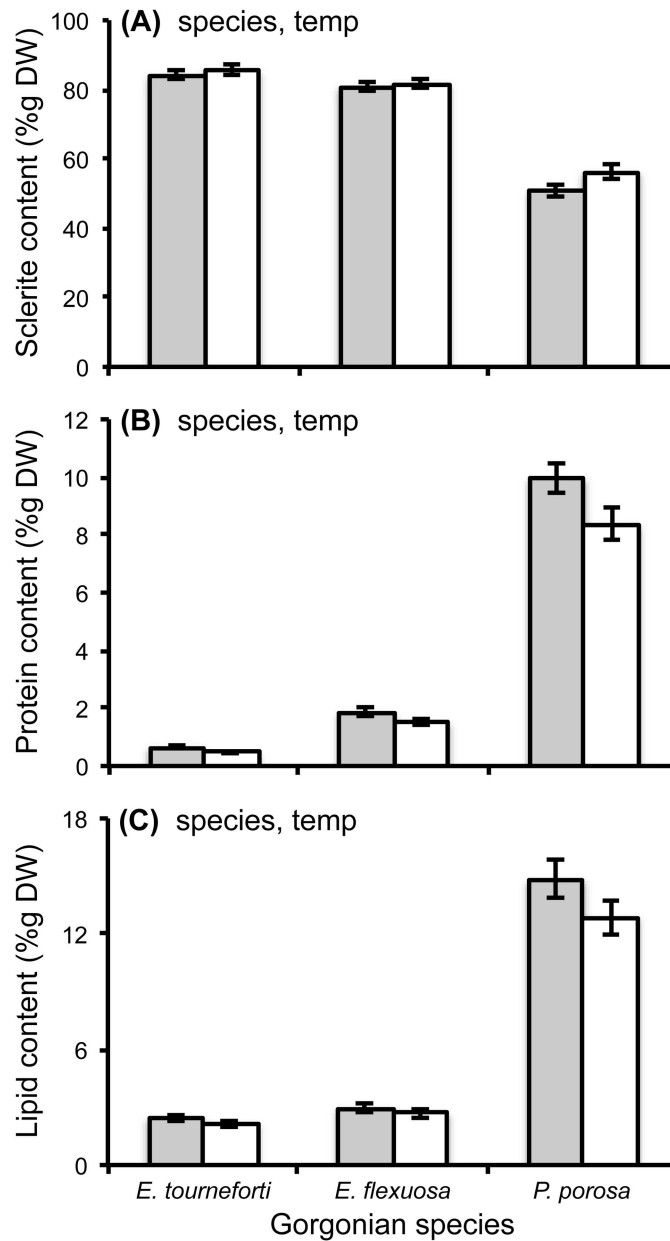 (A) species, temp
Sclerite content (%g DW)
100
80
60
40
20
0
(B) species, temp
Protein content (%g DW)
12
10
8
6
4
2
0
(C) species, temp
Lipid content (%g DW)
18
12
6
0
E. tourneforti E. flexuosa P. porosa
Gorgonian species